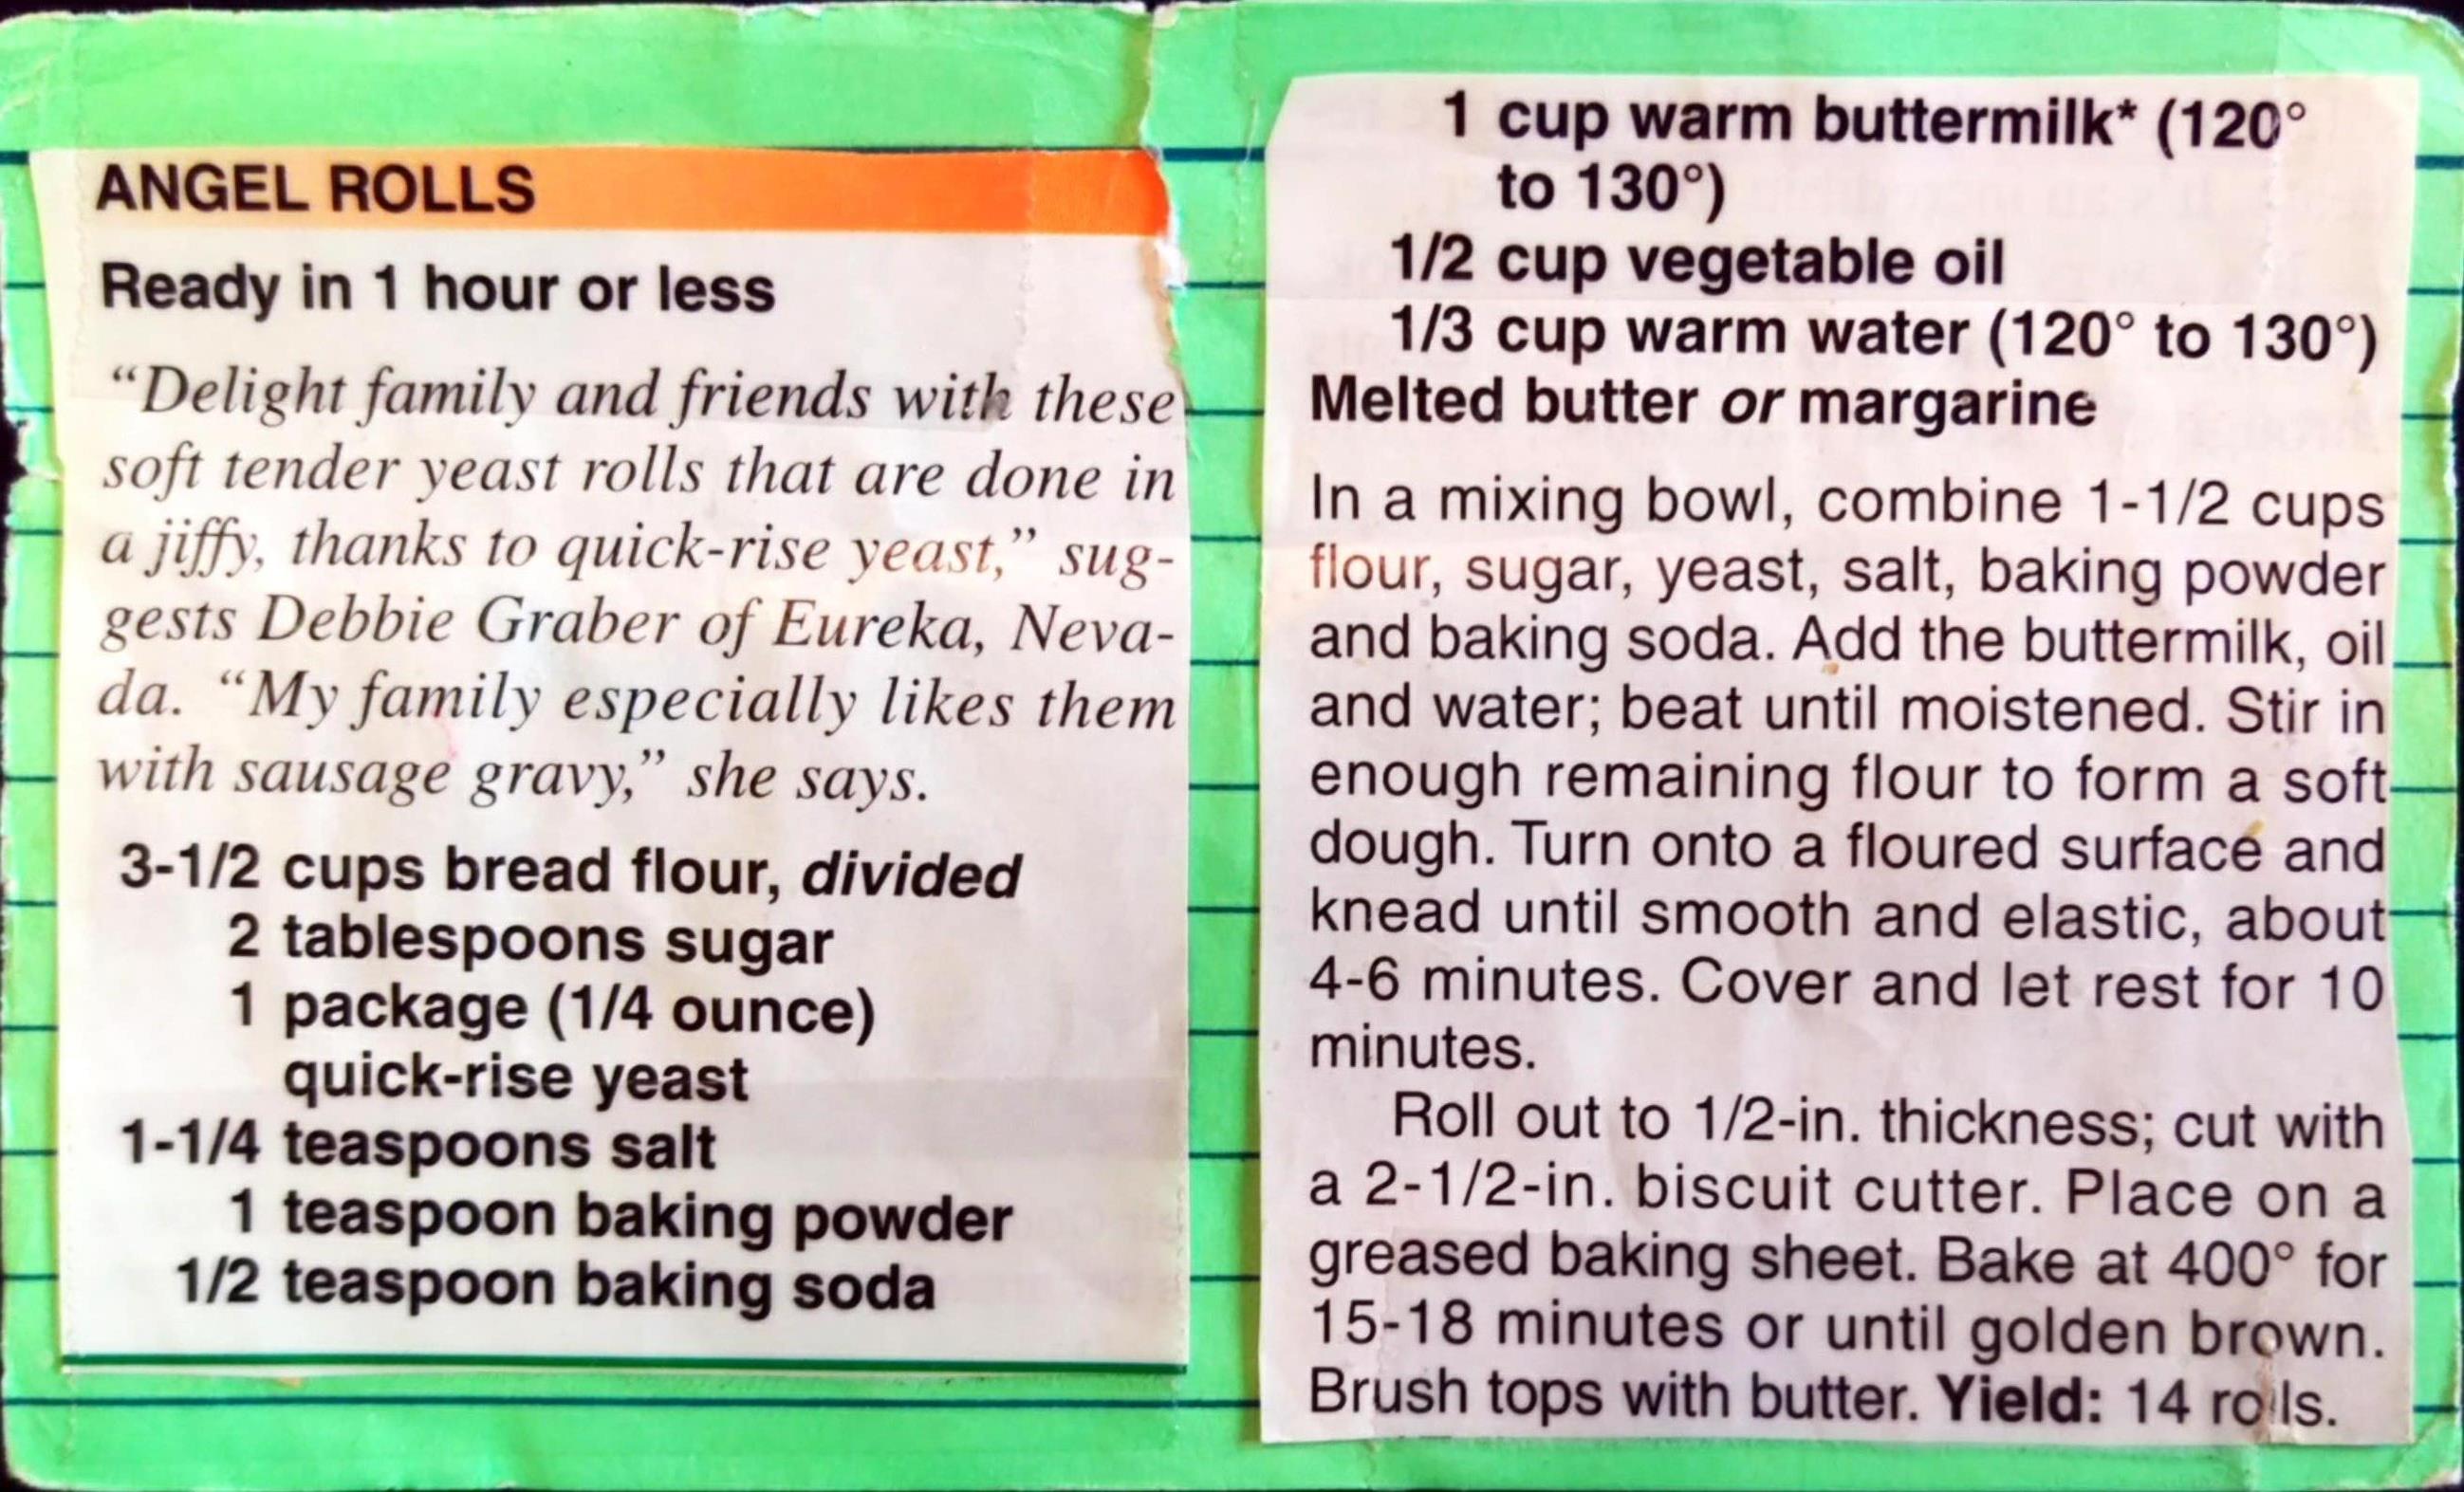 ANGEL ROLLS
Ready in 1 hour or less
“Delight family and friends with these
soft tender yeast rolls that are done in
a jiffy, thanks to quick-rise yeast,” sug-
gests Debbie Graber of Eureka, Neva-
da. “My family especially likes them
with sausage gravy,” she says.
3-1/2 cups bread flour, divided
2 tablespoons sugar
1 package (1/4 ounce)
quick-rise yeast
1-1/4 teaspoons salt
1 teaspoon baking powder
1/2 teaspoon baking soda
1 cup warm buttermilk* (120°
to 130°)
1/2 cup vegetable oil
1/3 cup warm water (120° to 130°)
Melted butter or margarine
In a mixing bowl, combine 1-1/2 cups
flour, sugar, yeast, salt, baking powder
and baking soda. Add the buttermilk, oil
and water; beat until moistened. Stir in
enough remaining flour to form a soft
dough. Turn onto a floured surface and
knead until smooth and elastic, about
4-6 minutes. Cover and let rest for 10
minutes.
Roll out to 1/2-in. thickness; cut with
a 2-1/2-in. biscuit cutter. Place on a
greased baking sheet. Bake at 400° for
15-18 minutes or until golden brown.
Brush tops with butter. Yield: 14 rolls.